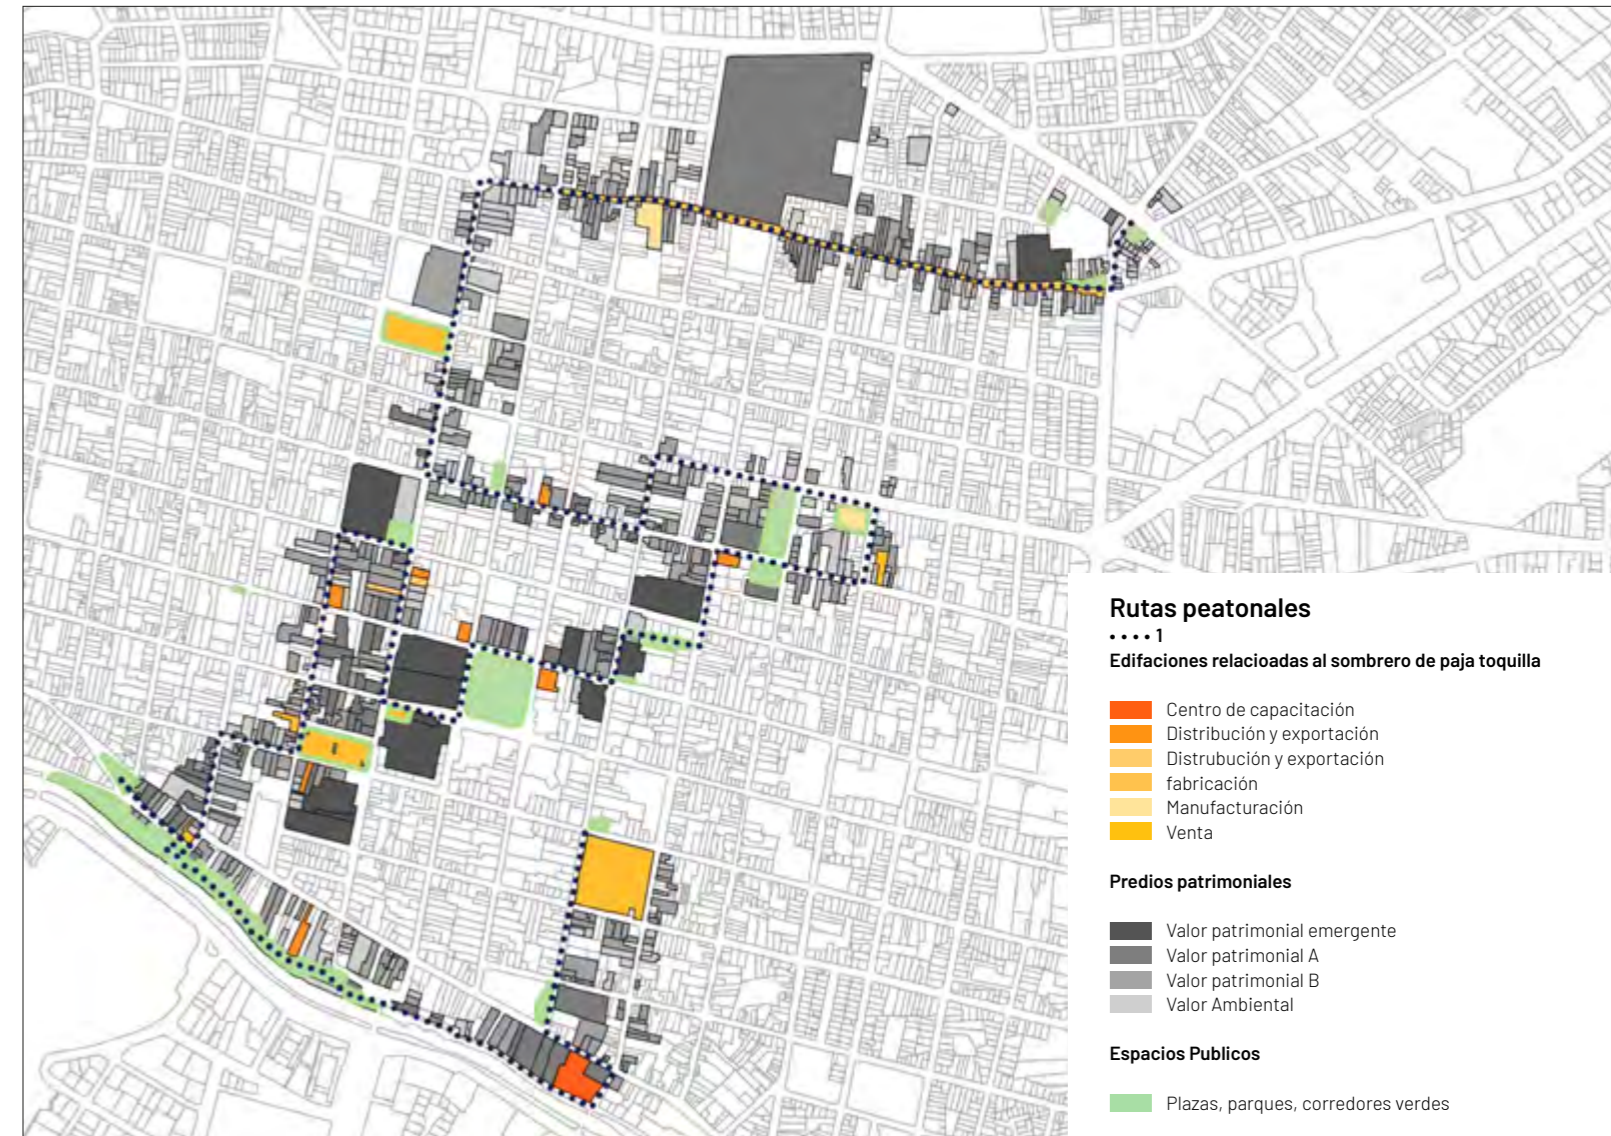 Rutas peatonales
•••• 1
Edifaciones relacioadas al sombrero de paja toquilla
Centro de capacitación
Distribución y exportación
Distrubución y exportación
fabricación
Manufacturación
Venta
Predios patrimoniales
Valor patrimonial emergente
Valor patrimonial A
Valor patrimonial B
Valor Ambiental
Espacios Publicos
Plazas, parques, corredores verdes